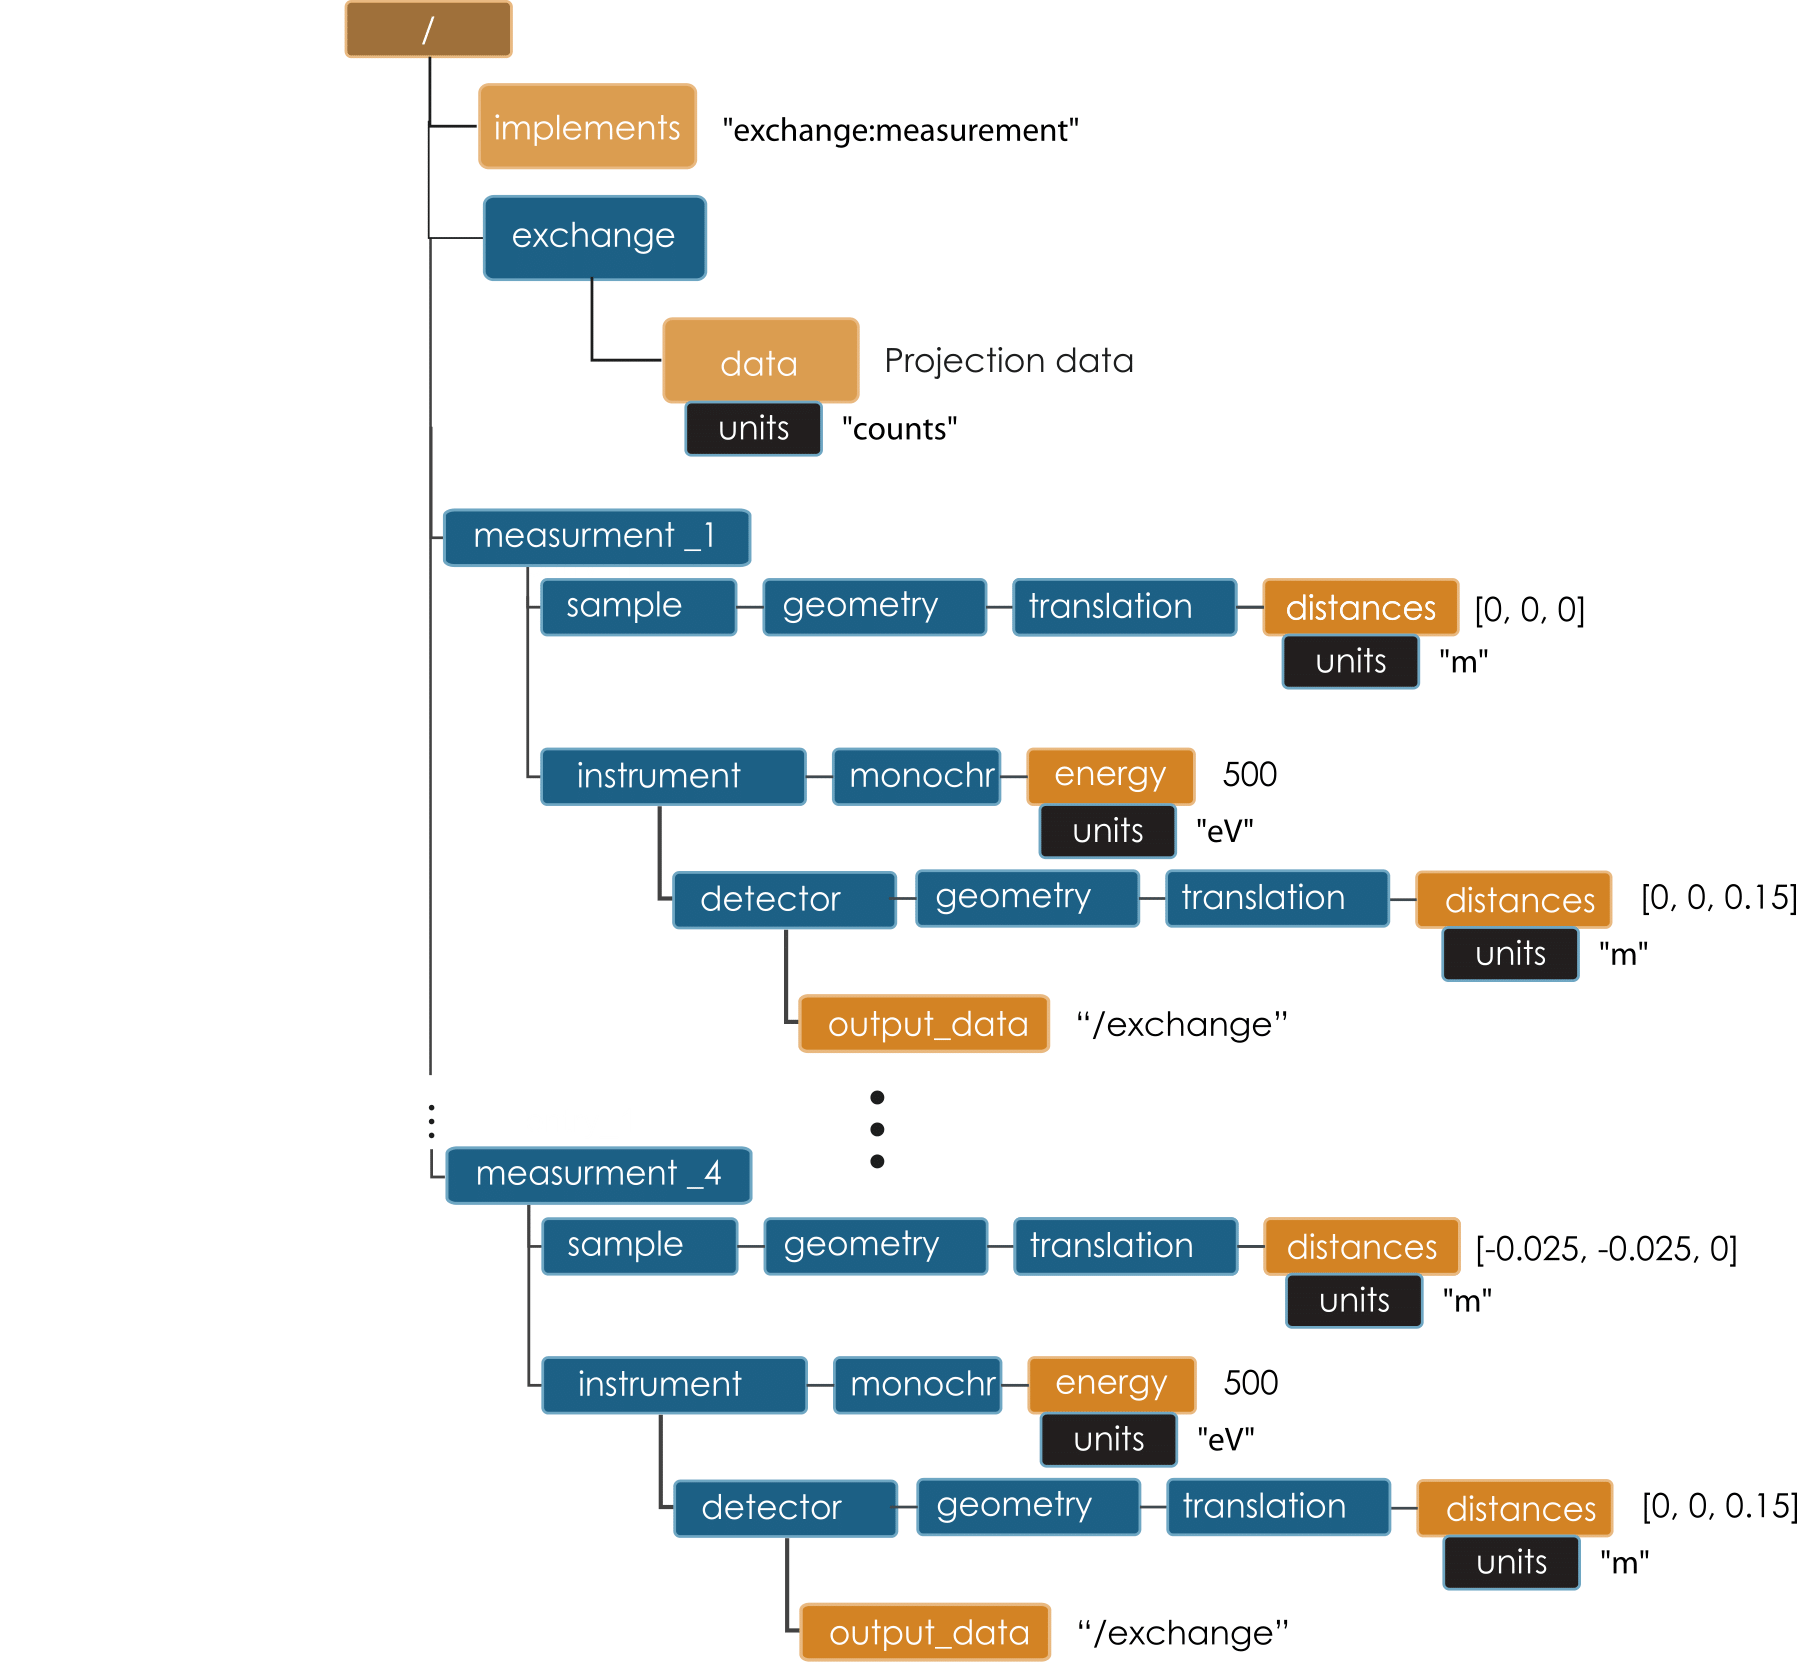 /
implements "exchange:measurement"
exchange
data Projection data
units "counts"
measurment _1
sample geometry translation distances [0, 0, 0]
units "m"
instrument monochr energy 500
units "eV"
detector geometry translation distances [0, 0, 0.15]
units "m"
output_data “/exchange”
measurment _4
sample geometry translation distances [-0.025, -0.025, 0]
units "m"
instrument monochr energy 500
units "eV"
detector geometry translation distances [0, 0, 0.15]
units "m"
output_data “/exchange”